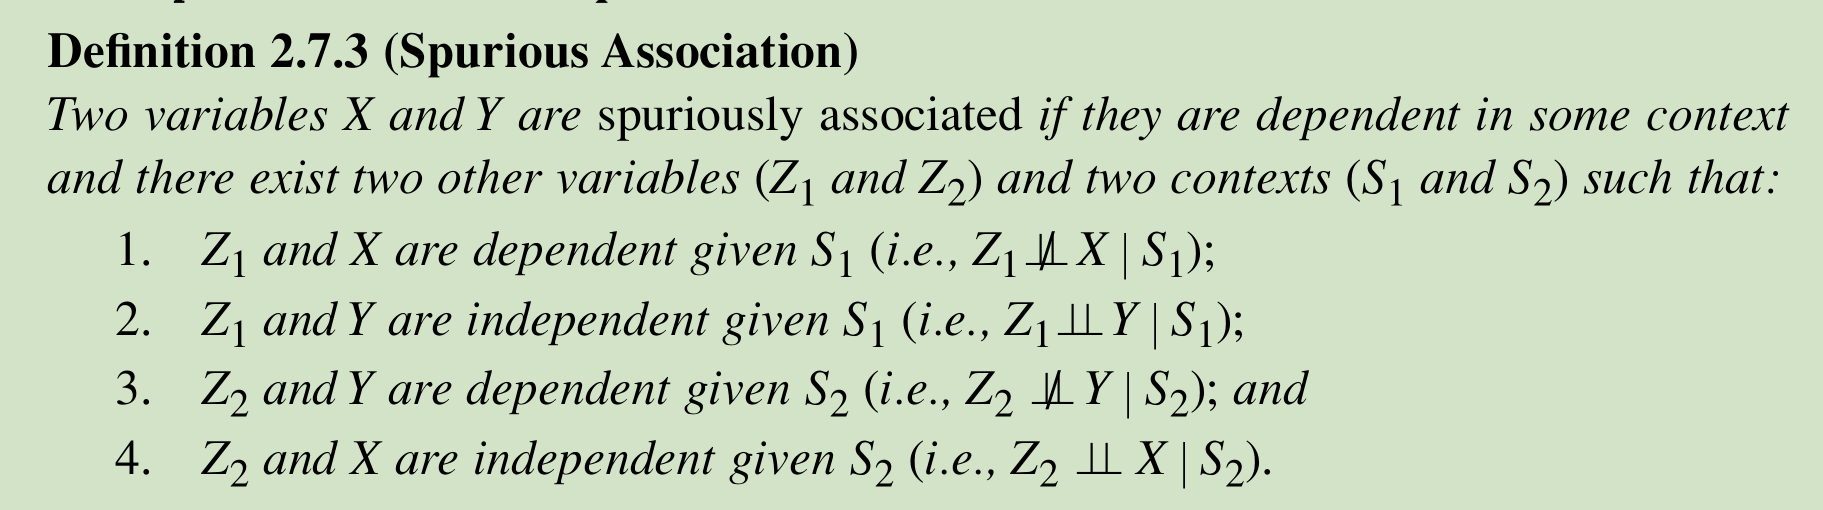 Definition 2.7.3 (Spurious Association)
Two variables X and Y are spuriously associated if they are dependent in some context
and there exist two other variables (Z₁ and Z₂) and two contexts (S₁ and S₂) such that:
1. Z₁ and X are dependent given S₁ (i.e., Z₁ ⊥̸⊥ X | S₁);
2. Z₁ and Y are independent given S₁ (i.e., Z₁ ⊥⊥ Y | S₁);
3. Z₂ and Y are dependent given S₂ (i.e., Z₂ ⊥̸⊥ Y | S₂); and
4. Z₂ and X are independent given S₂ (i.e., Z₂ ⊥⊥ X | S₂).